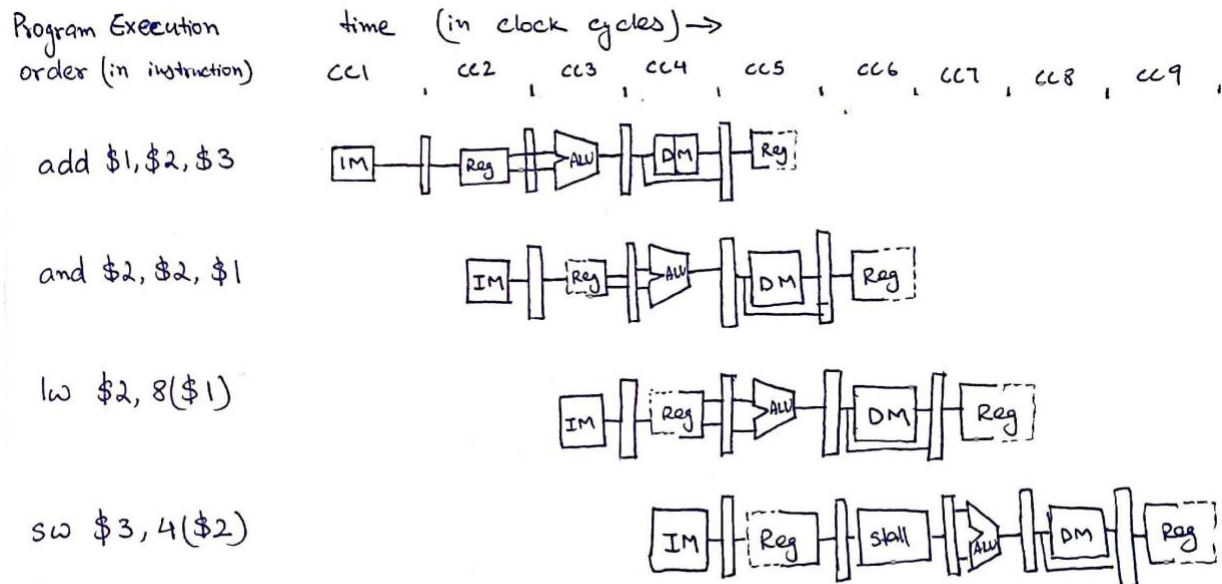 Program Execution time (in clock cycles) →
order (in instruction) CC1 CC2 CC3 CC4 CC5 CC6 CC7 CC8 CC9
add $1, $2, $3 IM Reg ALU DM Reg
and $2, $2, $1 IM Reg ALU DM Reg
lw $2, 8($1) IM Reg ALU DM Reg
sw $3, 4($2) IM Reg Stall ALU DM Reg